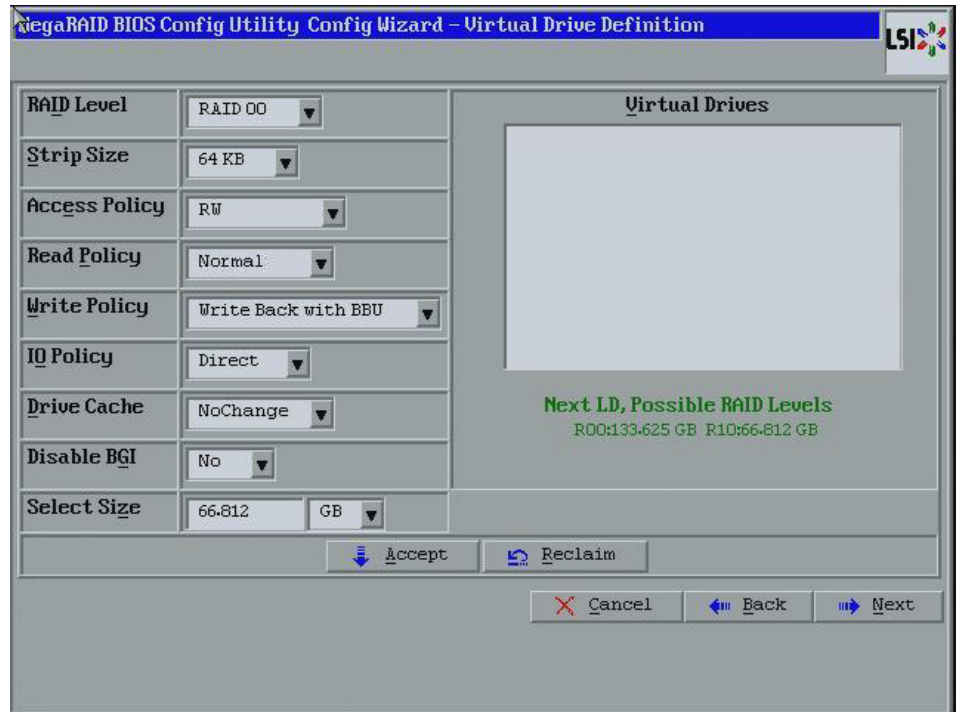 egaRAID BIOS Config Utility Config Wizard – Virtual Drive Definition
LSI
RAID Level
RAID 00
Strip Size
64 KB
Access Policy
RW
Read Policy
Normal
Write Policy
Write Back with BBU
IO Policy
Direct
Drive Cache
NoChange
Disable BGI
No
Select Size
66.812
GB
Virtual Drives
Next LD, Possible RAID Levels
R00:133.625 GB R10:66.812 GB
Accept
Reclaim
Cancel
Back
Next